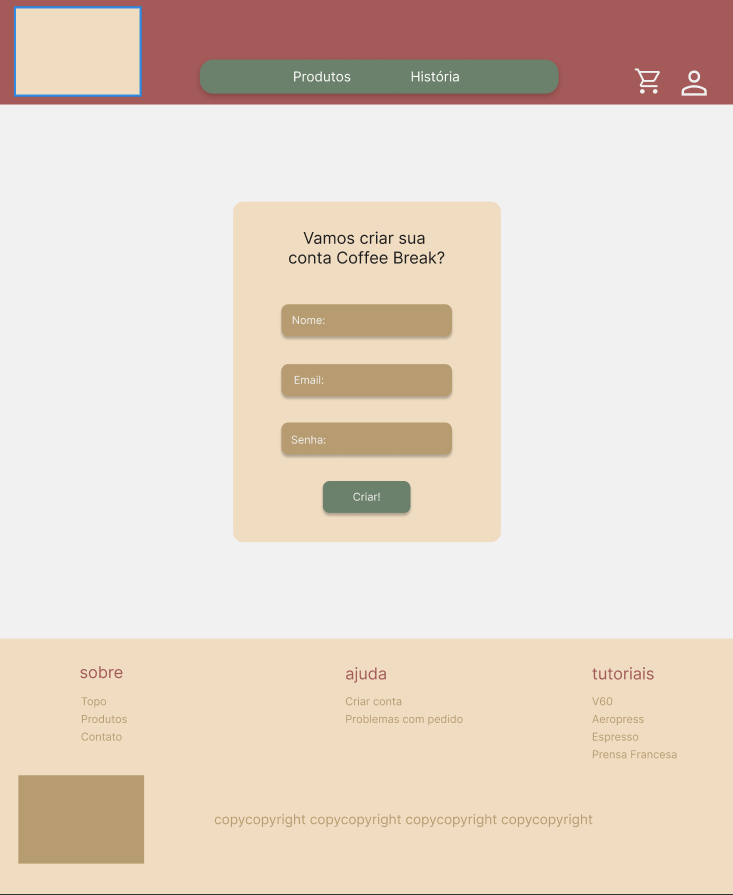 Produtos
História
Vamos criar sua
conta Coffee Break?
Nome:
Email:
Senha:
Criar!
sobre
Topo
Produtos
Contato
ajuda
Criar conta
Problemas com pedido
tutoriais
V60
Aeropress
Espresso
Prensa Francesa
copycopyright copycopyright copycopyright copycopyright